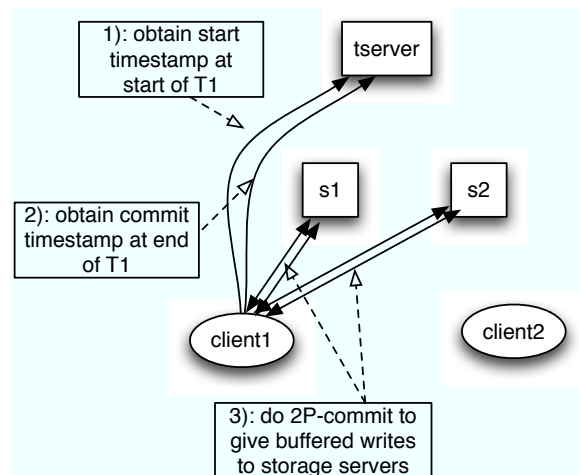 1): obtain start
timestamp at
start of T1
tserver
s1
s2
2): obtain commit
timestamp at end
of T1
client1
client2
3): do 2P-commit to
give buffered writes
to storage servers